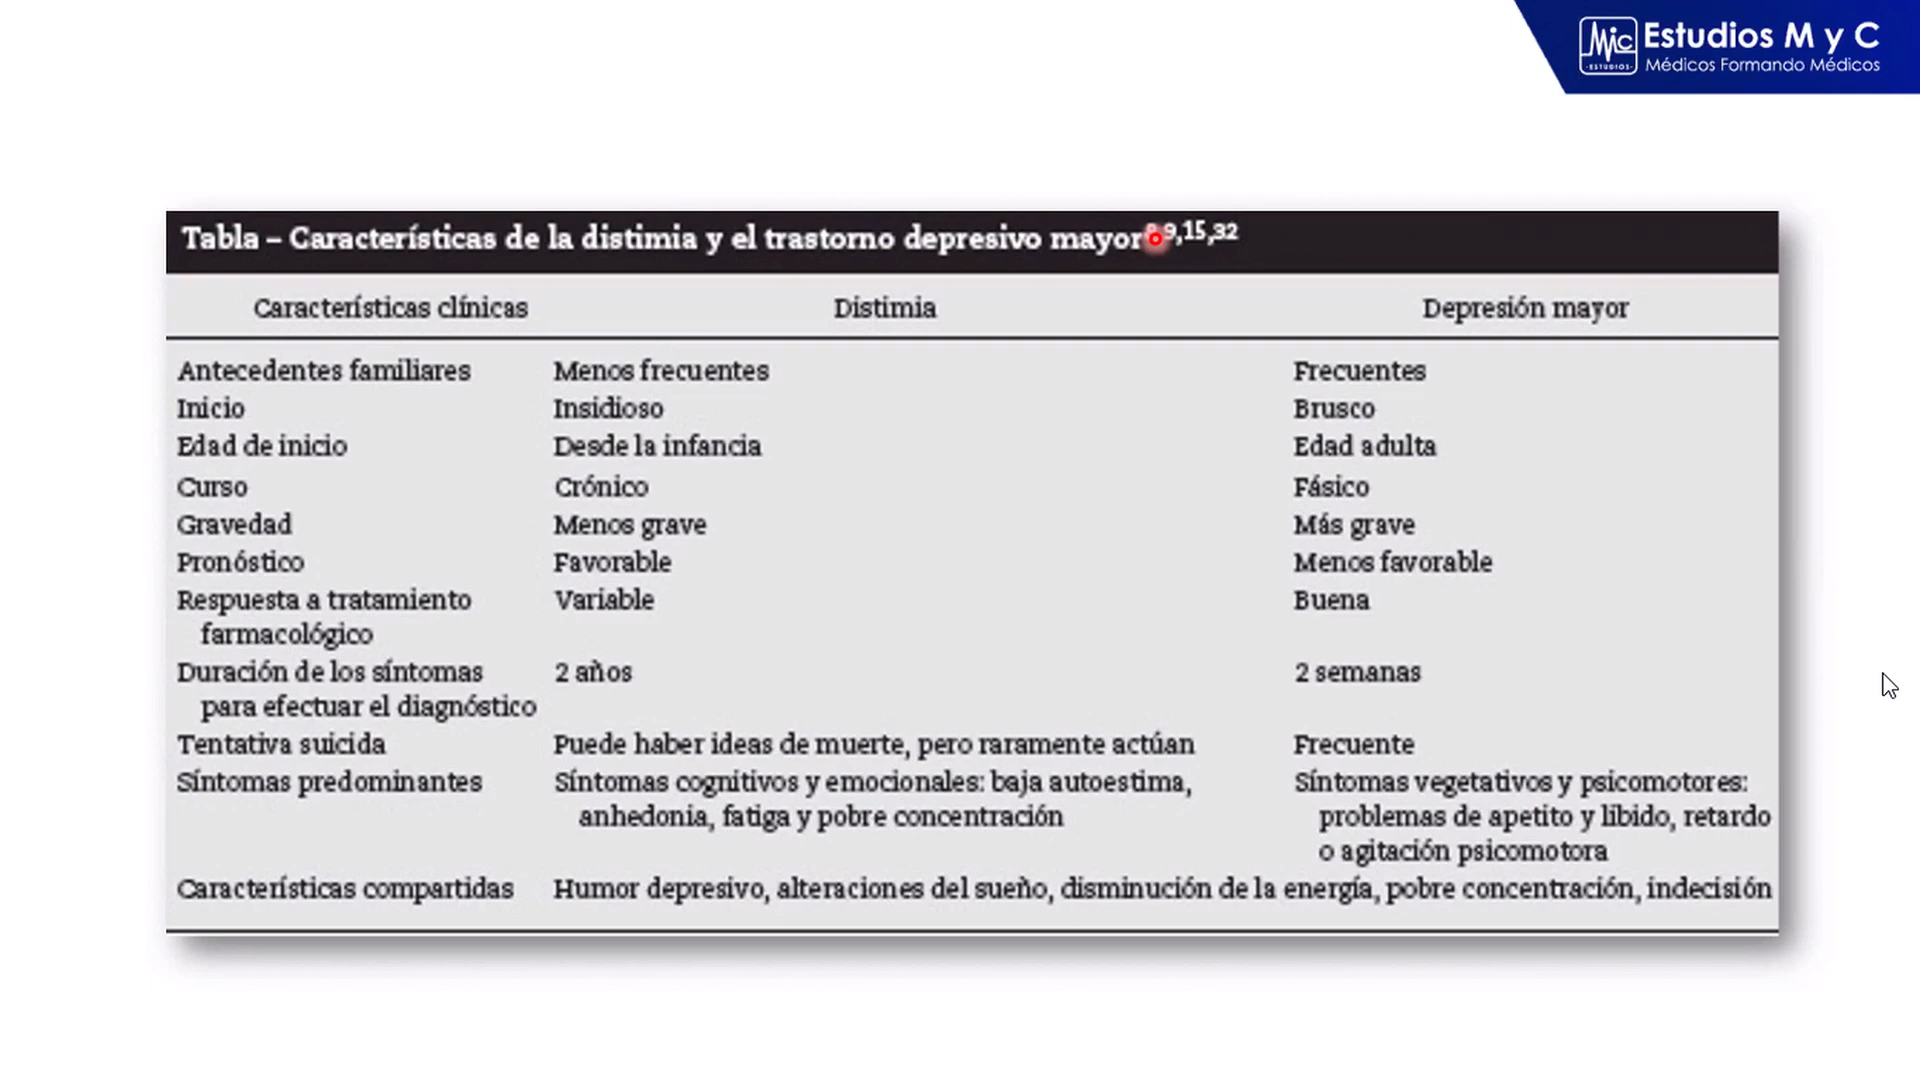 Estudios M y C
Médicos Formando Médicos
Mic
ESTUDIOS
Tabla – Características de la distimia y el trastorno depresivo mayor 9,15,32
Características clínicas Distimia Depresión mayor
Antecedentes familiares Menos frecuentes Frecuentes
Inicio Insidioso Brusco
Edad de inicio Desde la infancia Edad adulta
Curso Crónico Fásico
Gravedad Menos grave Más grave
Pronóstico Favorable Menos favorable
Respuesta a tratamiento Variable Buena
farmacológico
Duración de los síntomas 2 años 2 semanas
para efectuar el diagnóstico
Tentativa suicida Puede haber ideas de muerte, pero raramente actúan Frecuente
Síntomas predominantes Síntomas cognitivos y emocionales: baja autoestima, Síntomas vegetativos y psicomotores:
anhedonia, fatiga y pobre concentración problemas de apetito y libido, retardo
o agitación psicomotora
Características compartidas Humor depresivo, alteraciones del sueño, disminución de la energía, pobre concentración, indecisión